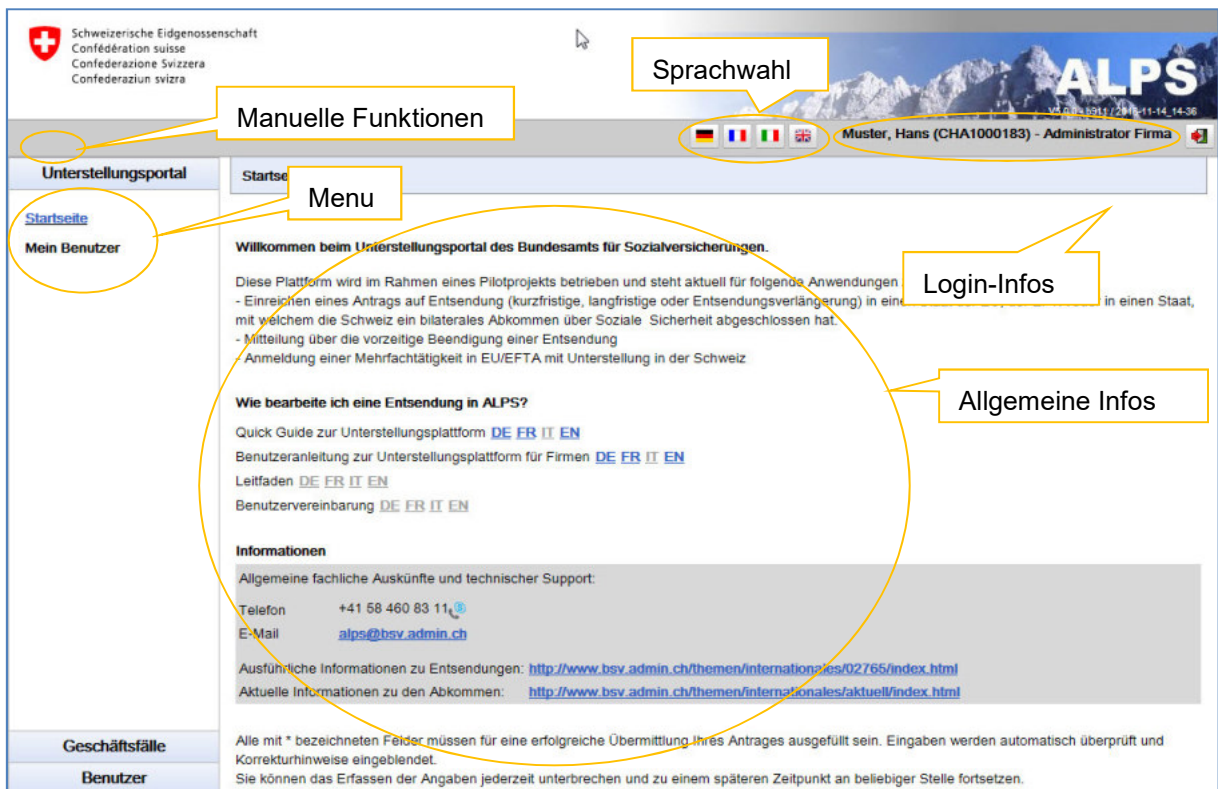 Schweizerische Eidgenossenschaft
Confédération suisse
Confederazione Svizzera
Confederaziun svizra
Sprachwahl
ALPS
Manuelle Funktionen
Muster, Hans (CHA1000183) - Administrator Firma
Unterstellungsportal
Startse
Menu
Startseite
Mein Benutzer
Willkommen beim Unterstellungsportal des Bundesamts für Sozialversicherungen.
Login-Infos
Diese Plattform wird im Rahmen eines Pilotprojekts betrieben und steht aktuell für folgende Anwendungen
- Einreichen eines Antrags auf Entsendung (kurzfristige, langfristige oder Entsendungsverlängerung) in einen in einen Staat,
mit welchem die Schweiz ein bilaterales Abkommen über Soziale Sicherheit abgeschlossen hat.
- Mitteilung über die vorzeitige Beendigung einer Entsendung
- Anmeldung einer Mehrfachtätigkeit in EU/EFTA mit Unterstellung in der Schweiz
Allgemeine Infos
Wie bearbeite ich eine Entsendung in ALPS?
Quick Guide zur Unterstellungsplattform DE FR IT EN
Benutzeranleitung zur Unterstellungsplattform für Firmen DE FR IT EN
Leitfaden DE FR IT EN
Benutzervereinbarung DE FR IT EN
Informationen
Allgemeine fachliche Auskünfte und technischer Support:
Telefon +41 58 460 83 11
E-Mail alps@bsv.admin.ch
Ausführliche Informationen zu Entsendungen: http://www.bsv.admin.ch/themen/internationales/02765/index.html
Aktuelle Informationen zu den Abkommen: http://www.bsv.admin.ch/themen/internationales/aktuell/index.html
Geschäftsfälle
Benutzer
Alle mit * bezeichneten Felder müssen für eine erfolgreiche Übermittlung Ihres Antrages ausgefüllt sein. Eingaben werden automatisch überprüft und
Korrekturhinweise eingeblendet.
Sie können das Erfassen der Angaben jederzeit unterbrechen und zu einem späteren Zeitpunkt an beliebiger Stelle fortsetzen.